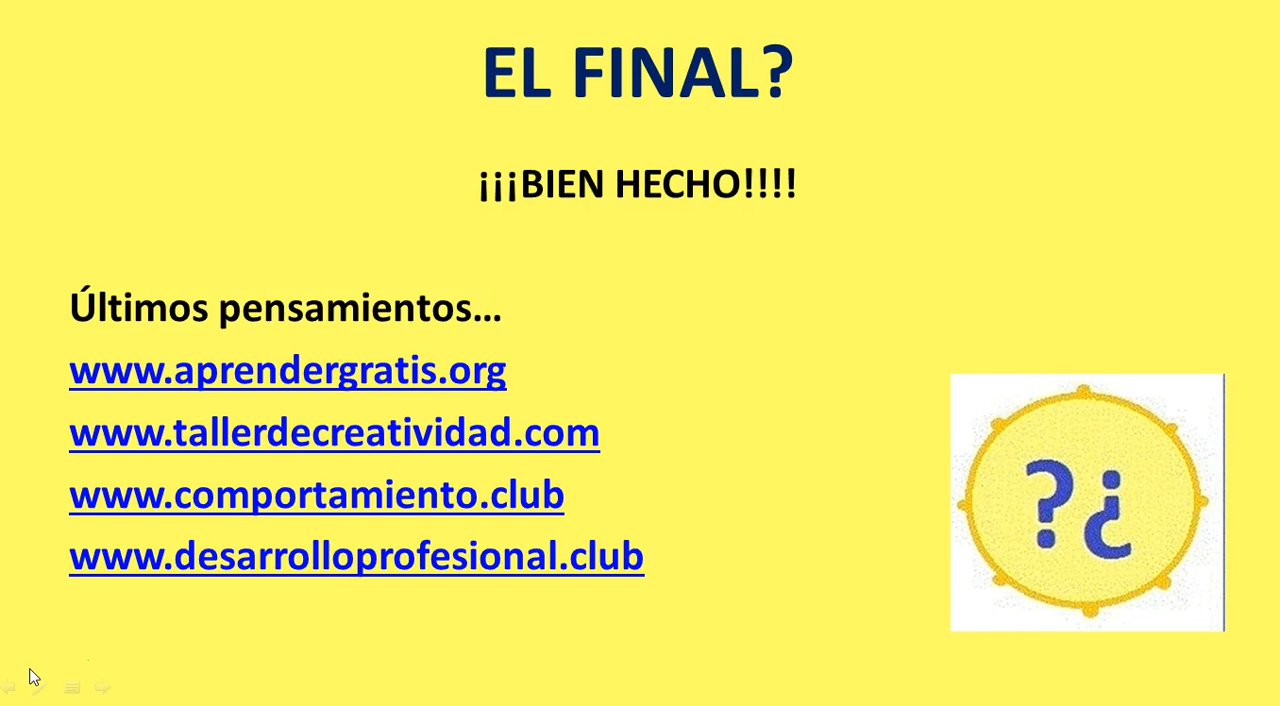 EL FINAL?
¡¡¡BIEN HECHO!!!!
Últimos pensamientos...
www.aprendergratis.org
www.tallerdecreatividad.com
www.comportamiento.club
www.desarrolloprofesional.club
?¿